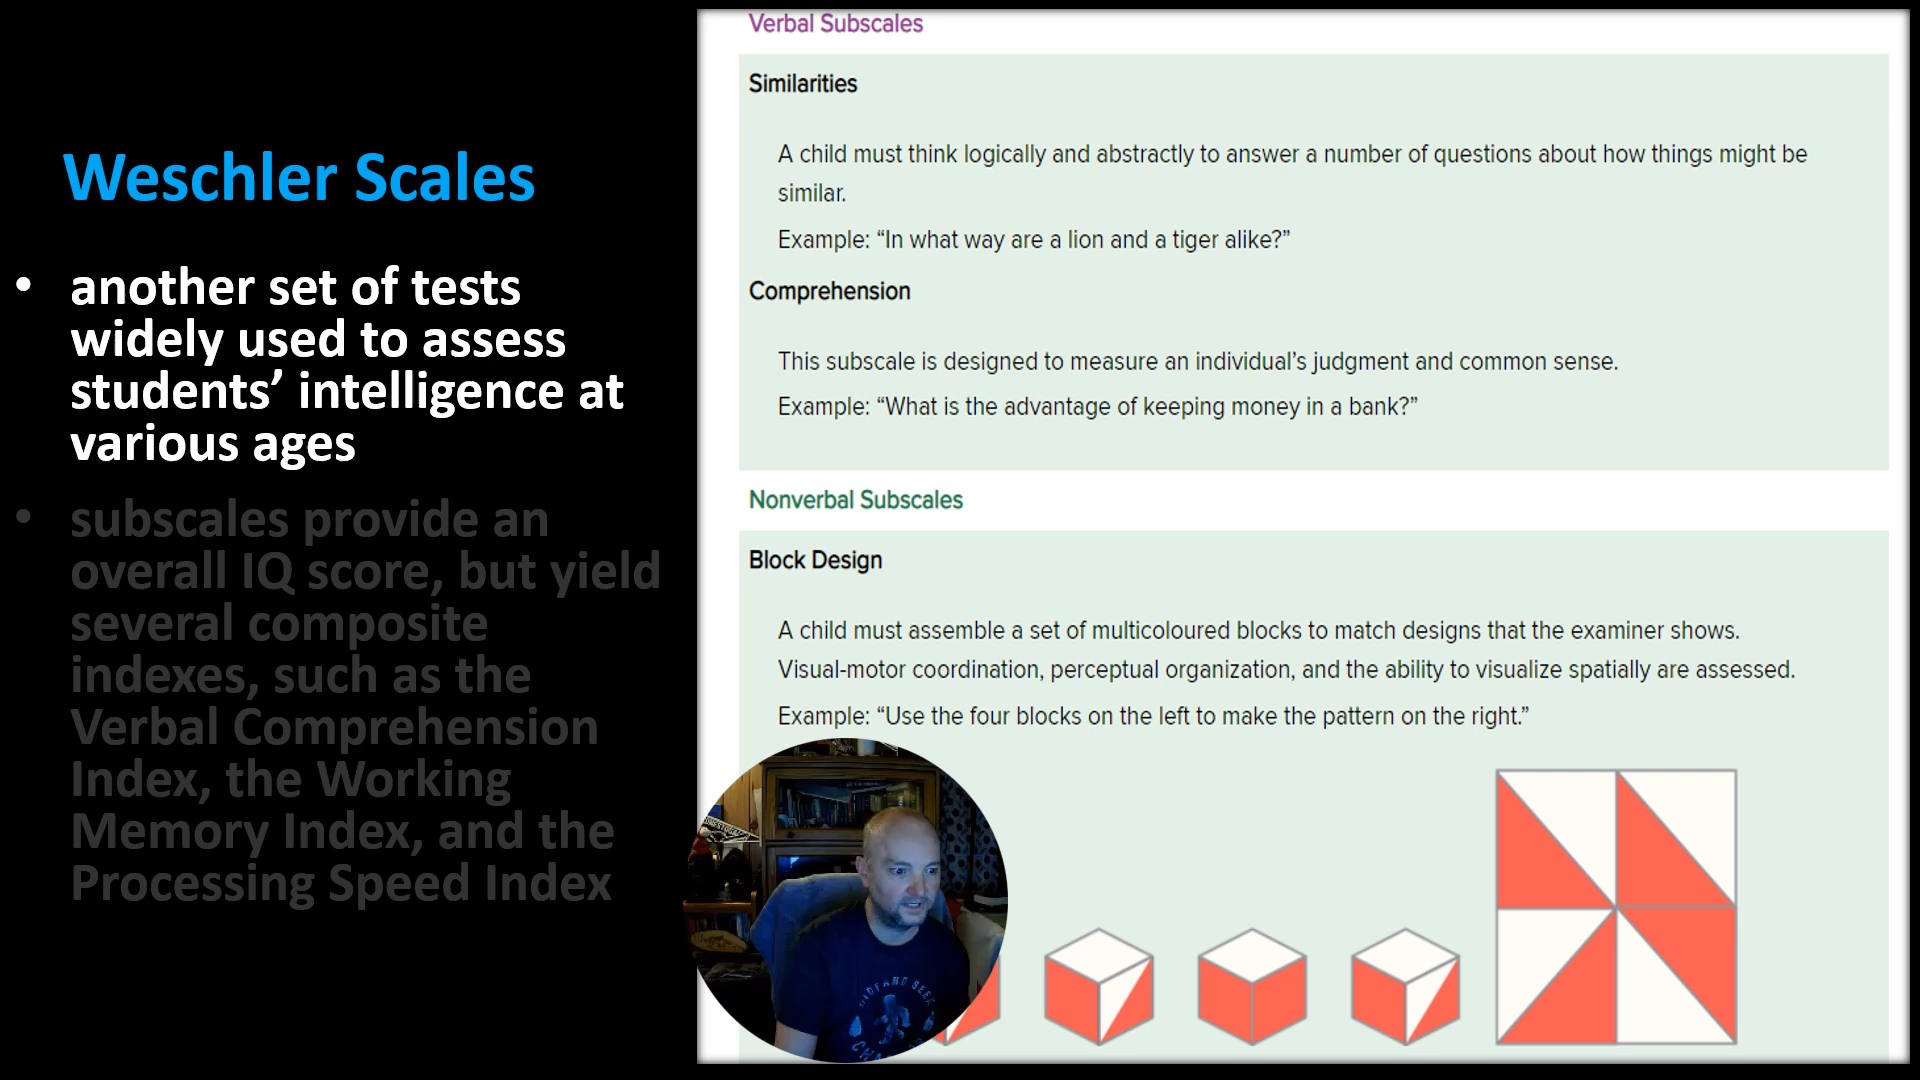 Weschler Scales
• another set of tests
widely used to assess
students’ intelligence at
various ages
• subscales provide an
overall IQ score, but yield
several composite
indexes, such as the
Verbal Comprehension
Index, the Working
Memory Index, and the
Processing Speed Index
Verbal Subscales
Similarities
A child must think logically and abstractly to answer a number of questions about how things might be
similar.
Example: “In what way are a lion and a tiger alike?”
Comprehension
This subscale is designed to measure an individual’s judgment and common sense.
Example: “What is the advantage of keeping money in a bank?”
Nonverbal Subscales
Block Design
A child must assemble a set of multicoloured blocks to match designs that the examiner shows.
Visual-motor coordination, perceptual organization, and the ability to visualize spatially are assessed.
Example: “Use the four blocks on the left to make the pattern on the right.”
AND SEEK